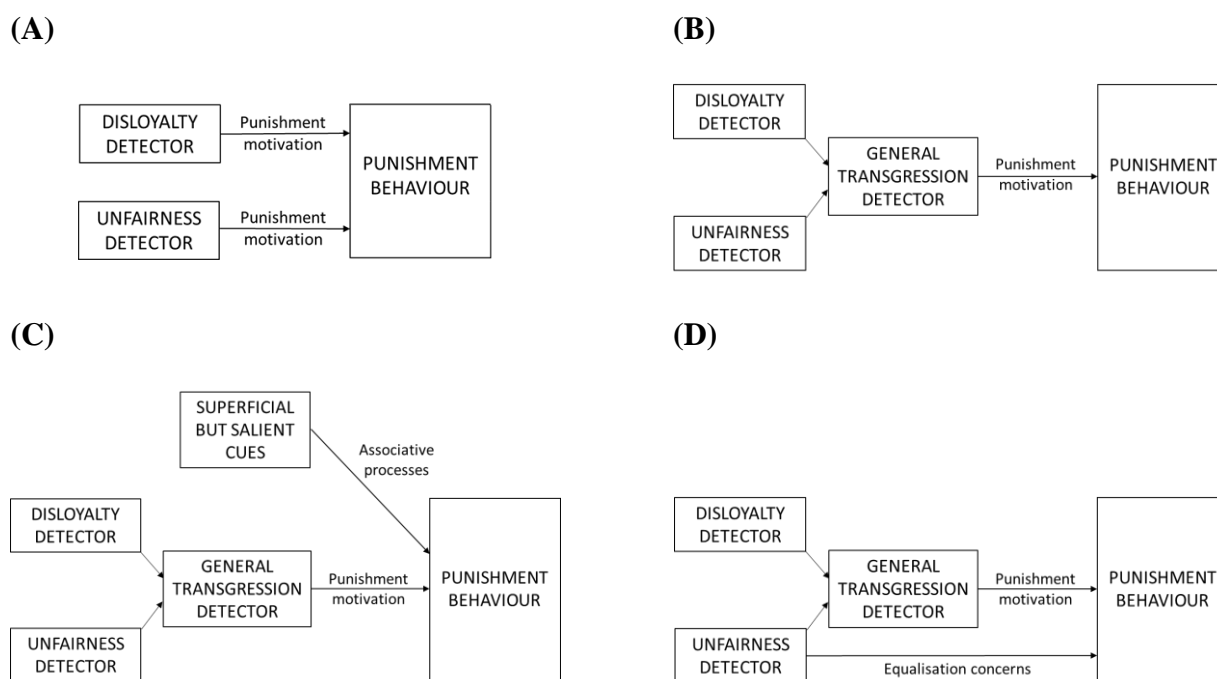 (A)
DISLOYALTY
DETECTOR
Punishment
motivation
UNFAIRNESS
DETECTOR
Punishment
motivation
PUNISHMENT
BEHAVIOUR
(B)
DISLOYALTY
DETECTOR
UNFAIRNESS
DETECTOR
GENERAL
TRANSGRESSION
DETECTOR
Punishment
motivation
PUNISHMENT
BEHAVIOUR
(C)
SUPERFICIAL
BUT SALIENT
CUES
Associative
processes
DISLOYALTY
DETECTOR
UNFAIRNESS
DETECTOR
GENERAL
TRANSGRESSION
DETECTOR
Punishment
motivation
PUNISHMENT
BEHAVIOUR
(D)
DISLOYALTY
DETECTOR
UNFAIRNESS
DETECTOR
GENERAL
TRANSGRESSION
DETECTOR
Punishment
motivation
Equalisation concerns
PUNISHMENT
BEHAVIOUR